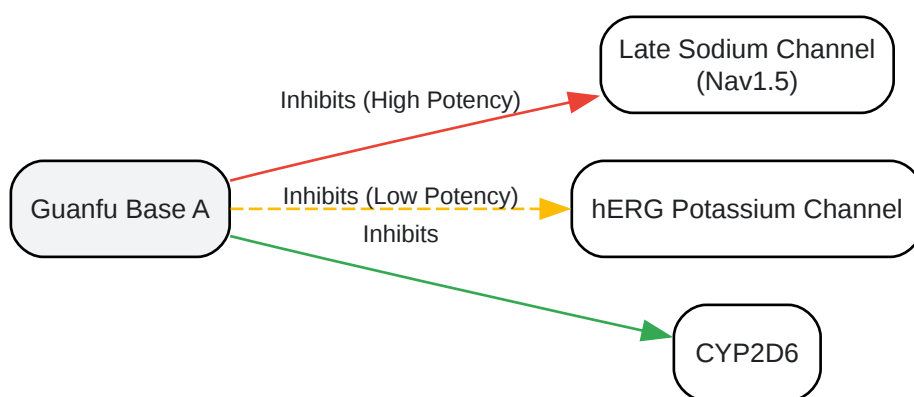 Late Sodium Channel
(Nav1.5)
Inhibits (High Potency)
Guanfu Base A
Inhibits (Low Potency)
hERG Potassium Channel
Inhibits
CYP2D6